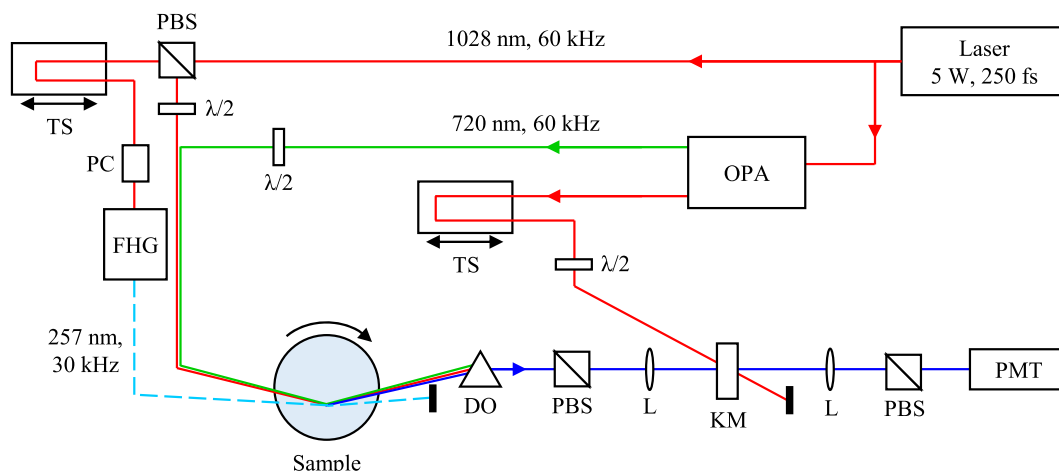 PBS
1028 nm, 60 kHz
Laser
5 W, 250 fs
TS
λ/2
720 nm, 60 kHz
PC
λ/2
OPA
FHG
TS
λ/2
257 nm,
30 kHz
DO
PBS
L
KM
L
PBS
PMT
Sample